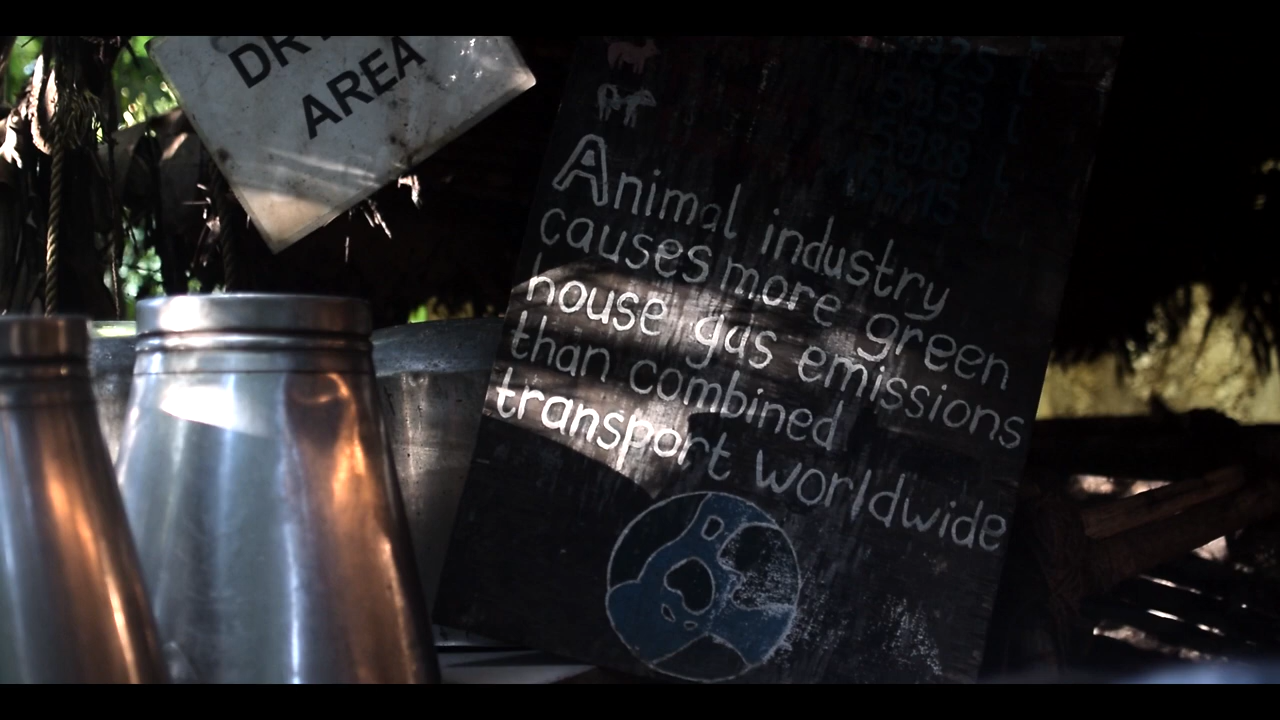 AREA
Animal industry
causes more green
house gas emissions
than combined
transport worldwide